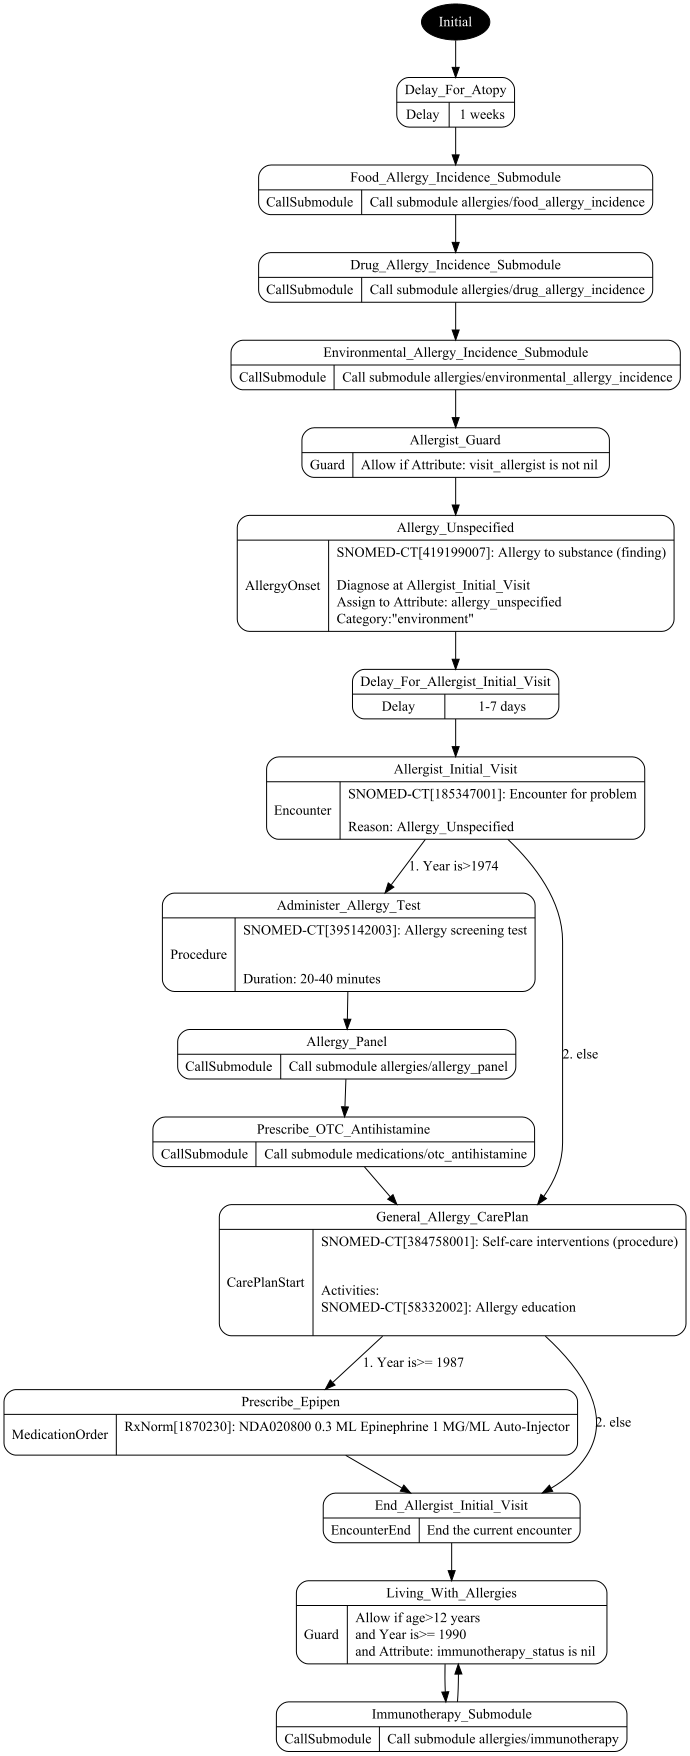 Initial
Delay_For_Atopy
Delay 1 weeks
Food_Allergy_Incidence_Submodule
CallSubmodule Call submodule allergies/food_allergy_incidence
Drug_Allergy_Incidence_Submodule
CallSubmodule Call submodule allergies/drug_allergy_incidence
Environmental_Allergy_Incidence_Submodule
CallSubmodule Call submodule allergies/environmental_allergy_incidence
Allergist_Guard
Guard Allow if Attribute: visit_allergist is not nil
Allergy_Unspecified
AllergyOnset
SNOMED-CT[419199007]: Allergy to substance (finding)
Diagnose at Allergist_Initial_Visit
Assign to Attribute: allergy_unspecified
Category:"environment"
Delay_For_Allergist_Initial_Visit
Delay 1-7 days
Allergist_Initial_Visit
Encounter
SNOMED-CT[185347001]: Encounter for problem
Reason: Allergy_Unspecified
1. Year is>1974
Administer_Allergy_Test
Procedure
SNOMED-CT[395142003]: Allergy screening test
Duration: 20-40 minutes
Allergy_Panel
CallSubmodule Call submodule allergies/allergy_panel
2. else
Prescribe_OTC_Antihistamine
CallSubmodule Call submodule medications/otc_antihistamine
General_Allergy_CarePlan
CarePlanStart
SNOMED-CT[384758001]: Self-care interventions (procedure)
Activities:
SNOMED-CT[58332002]: Allergy education
1. Year is>= 1987
Prescribe_Epipen
MedicationOrder RxNorm[1870230]: NDA020800 0.3 ML Epinephrine 1 MG/ML Auto-Injector
2. else
End_Allergist_Initial_Visit
EncounterEnd End the current encounter
Living_With_Allergies
Guard
Allow if age>12 years
and Year is>= 1990
and Attribute: immunotherapy_status is nil
Immunotherapy_Submodule
CallSubmodule Call submodule allergies/immunotherapy